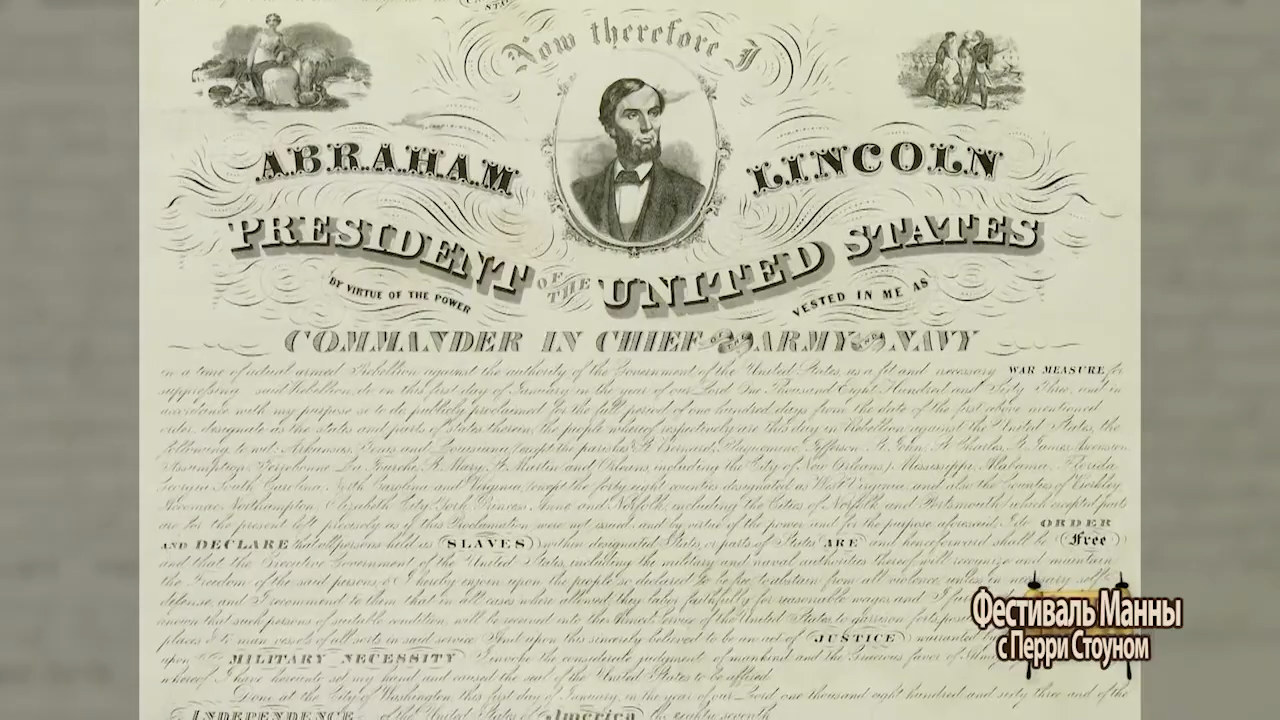 Now therefore I
ABRAHAM LINCOLN
PRESIDENT OF THE UNITED STATES
BY VIRTUE OF THE POWER VESTED IN ME AS
COMMANDER IN CHIEF OF THE ARMY AND NAVY
in a time of actual armed Rebellion against the authority of the Government of the United States, as a fit and necessary WAR MEASURE for
suppressing said Rebellion, do on this first day of January in the year of our Lord One Thousand Eight Hundred and Sixty Three, and in
accordance with my purpose so to do publicly proclaimed for the full period of one hundred days from the date of the first above mentioned
order, designate as the states and parts of states therein, the people whereof respectively are this day in Rebellion against the United States, the
following to wit: Arkansas, Texas and Louisiana, except the parishes St. Bernard, Plaquemine, Jefferson, St. John, St. Charles, St. James, Ascension
Assumption, Terrebonne, La Fourche, St. Mary, St. Martin and Orleans, including the City of New Orleans), Mississippi, Alabama, Florida
Georgia, South Carolina, North Carolina and Virginia, except the forty eight counties designated as West Virginia, and also the Counties of Berkley
Accomac, Northampton, Elizabeth City, York, Princess Anne and Norfolk, including the Cities of Norfolk and Portsmouth) which excepted parts
are for the present left precisely as if this Proclamation were not issued; and by virtue of the power and for the purpose aforesaid, I do ORDER
AND DECLARE that all persons held as SLAVES within designated States, or parts of States ARE and henceforward shall be Free
and that the Executive Government of the United States, including the military and naval authorities thereof will recognize and maintain
the Freedom of the said persons, & I hereby enjoin upon the people so declared to be free, to abstain from all violence, unless in necessary self
defense, and I recommend to them that in all cases where allowed, they labor faithfully for reasonable wages, and I
known that such persons of suitable condition will be received into the Armed Service of the United States to garrison forts,
places & to man vessels of all sorts in said service. And upon this sincerely believed to be an act of JUSTICE warranted
upon MILITARY NECESSITY I invoke the considerate judgment of mankind and the Gracious favor of
whereof I have hereunto set my hand and caused the seal of the United States to be affixed.
Done at the City of Washington, this first day of January, in the year of our Lord one thousand eight hundred and sixty three and of the
INDEPENDENCE of the United States of America the eighty seventh
Фестиваль Манны
с Перри Стоуном